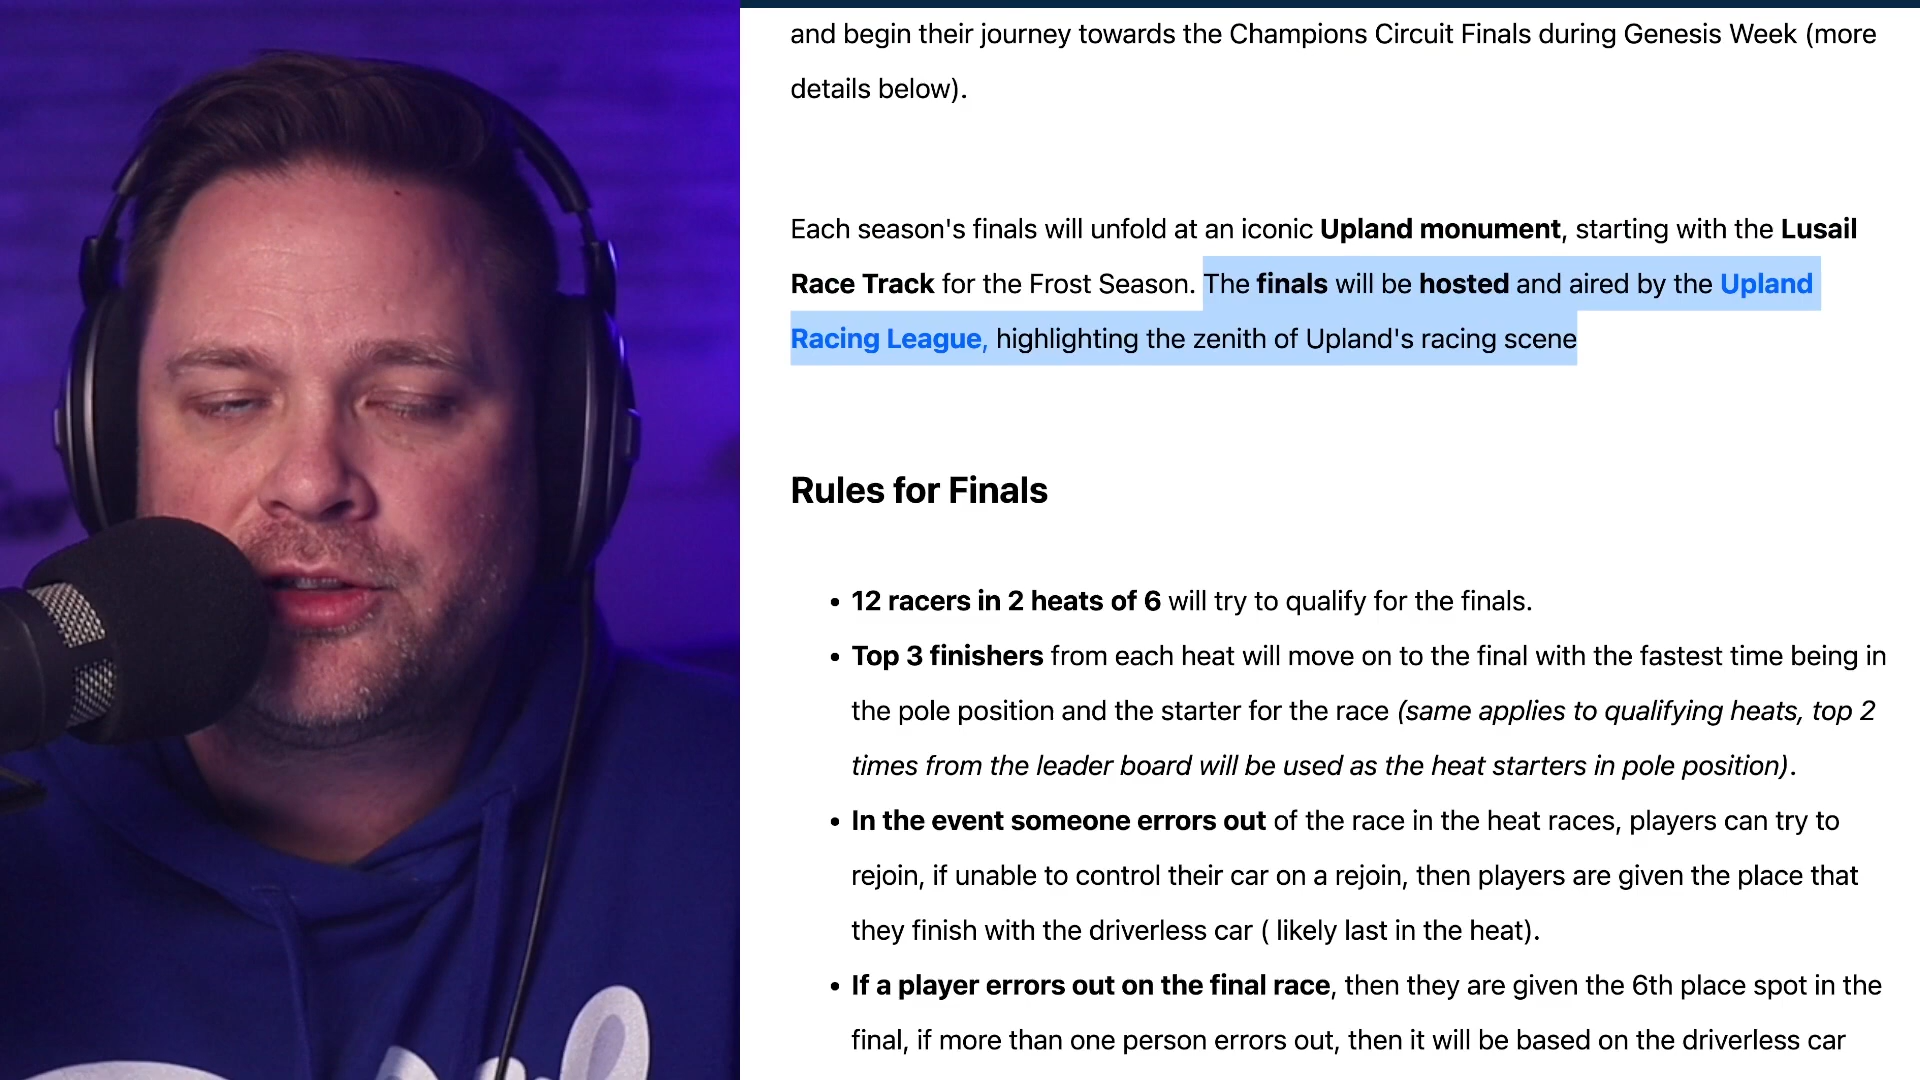 and begin their journey towards the Champions Circuit Finals during Genesis Week (more
details below).
Each season's finals will unfold at an iconic Upland monument, starting with the Lusail
Race Track for the Frost Season. The finals will be hosted and aired by the Upland
Racing League, highlighting the zenith of Upland's racing scene
Rules for Finals
• 12 racers in 2 heats of 6 will try to qualify for the finals.
• Top 3 finishers from each heat will move on to the final with the fastest time being in
the pole position and the starter for the race (same applies to qualifying heats, top 2
times from the leader board will be used as the heat starters in pole position).
• In the event someone errors out of the race in the heat races, players can try to
rejoin, if unable to control their car on a rejoin, then players are given the place that
they finish with the driverless car ( likely last in the heat).
• If a player errors out on the final race, then they are given the 6th place spot in the
final, if more than one person errors out, then it will be based on the driverless car